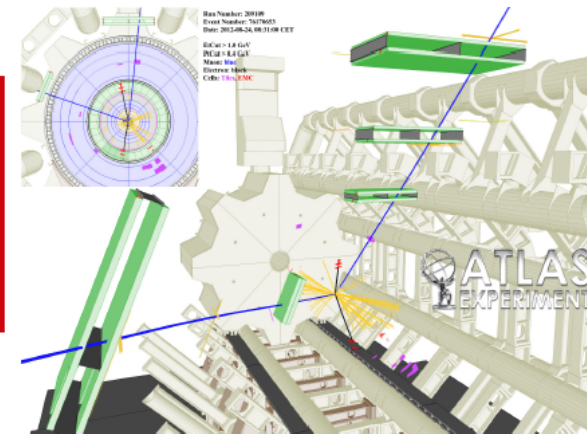 Run Number: 209109
Event Number: 76170653
Date: 2012-08-24, 08:31:00 CET
EtCut > 1.0 GeV
PtCut > 0.4 GeV
Muon: blue
Electron: black
Cells: Tiles, EMC
ATLAS
EXPERIMENT